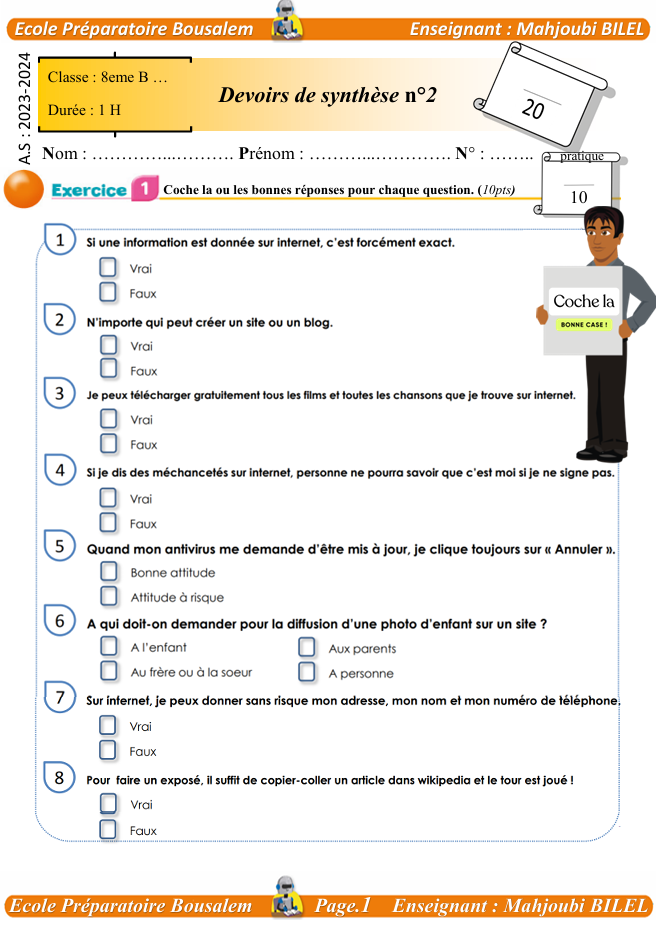 Ecole Préparatoire Bousalem Enseignant : Mahjoubi BILEL
A.S : 2023-2024
Classe : 8eme B …
Durée : 1 H
Devoirs de synthèse n°2
20
Nom : …………...………. Prénom : ………...…………. N° : ……..
pratique
10
Exercice 1 Coche la ou les bonnes réponses pour chaque question. (10pts)
Coche la
BONNE CASE !
1 Si une information est donnée sur internet, c'est forcément exact.
Vrai
Faux
2 N'importe qui peut créer un site ou un blog.
Vrai
Faux
3 Je peux télécharger gratuitement tous les films et toutes les chansons que je trouve sur internet.
Vrai
Faux
4 Si je dis des méchancetés sur internet, personne ne pourra savoir que c'est moi si je ne signe pas.
Vrai
Faux
5 Quand mon antivirus me demande d'être mis à jour, je clique toujours sur « Annuler ».
Bonne attitude
Attitude à risque
6 A qui doit-on demander pour la diffusion d'une photo d'enfant sur un site ?
A l'enfant Aux parents
Au frère ou à la soeur A personne
7 Sur internet, je peux donner sans risque mon adresse, mon nom et mon numéro de téléphone.
Vrai
Faux
8 Pour faire un exposé, il suffit de copier-coller un article dans wikipedia et le tour est joué !
Vrai
Faux
Ecole Préparatoire Bousalem Page.1 Enseignant : Mahjoubi BILEL